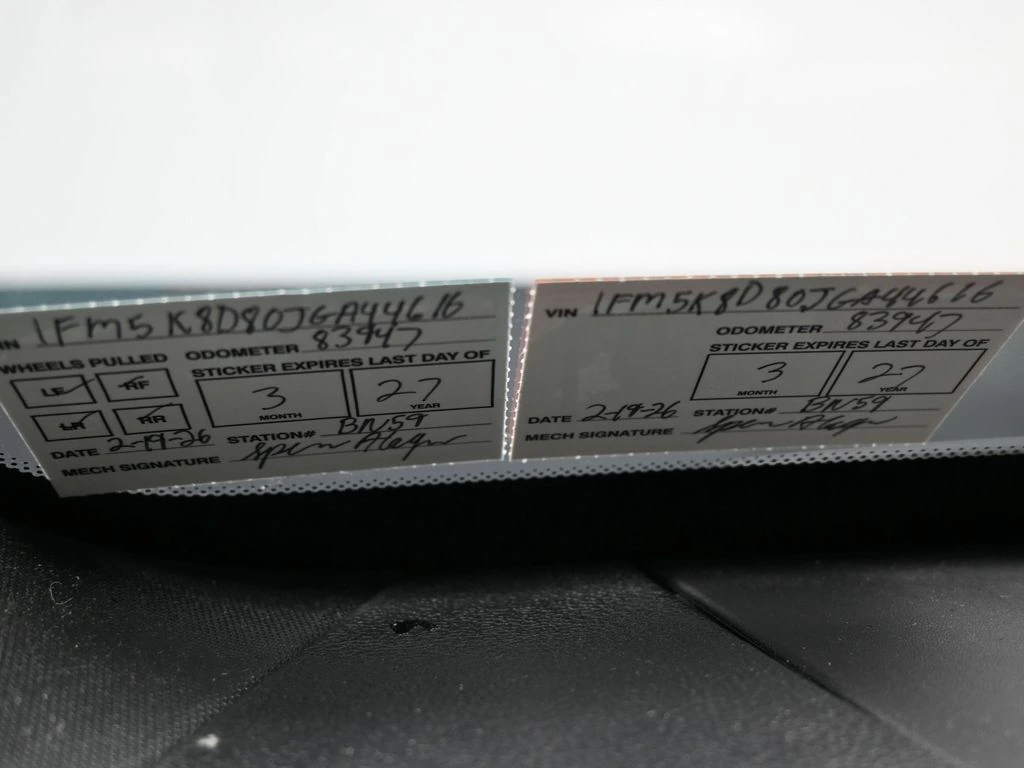 VIN 1FM5K8D80JGA44616
WHEELS PULLED
ODOMETER 83947
STICKER EXPIRES LAST DAY OF
LF RF
LR RR
3 27
MONTH YEAR
DATE 2-19-26 STATION# BN59
MECH SIGNATURE
VIN 1FM5K8D80JGA44616
ODOMETER 83947
STICKER EXPIRES LAST DAY OF
3 27
MONTH YEAR
DATE 2-19-26 STATION# BN59
MECH SIGNATURE